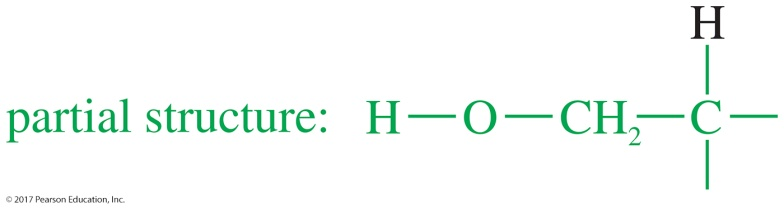 H
partial structure: H—O—CH₂—C—
© 2017 Pearson Education, Inc.